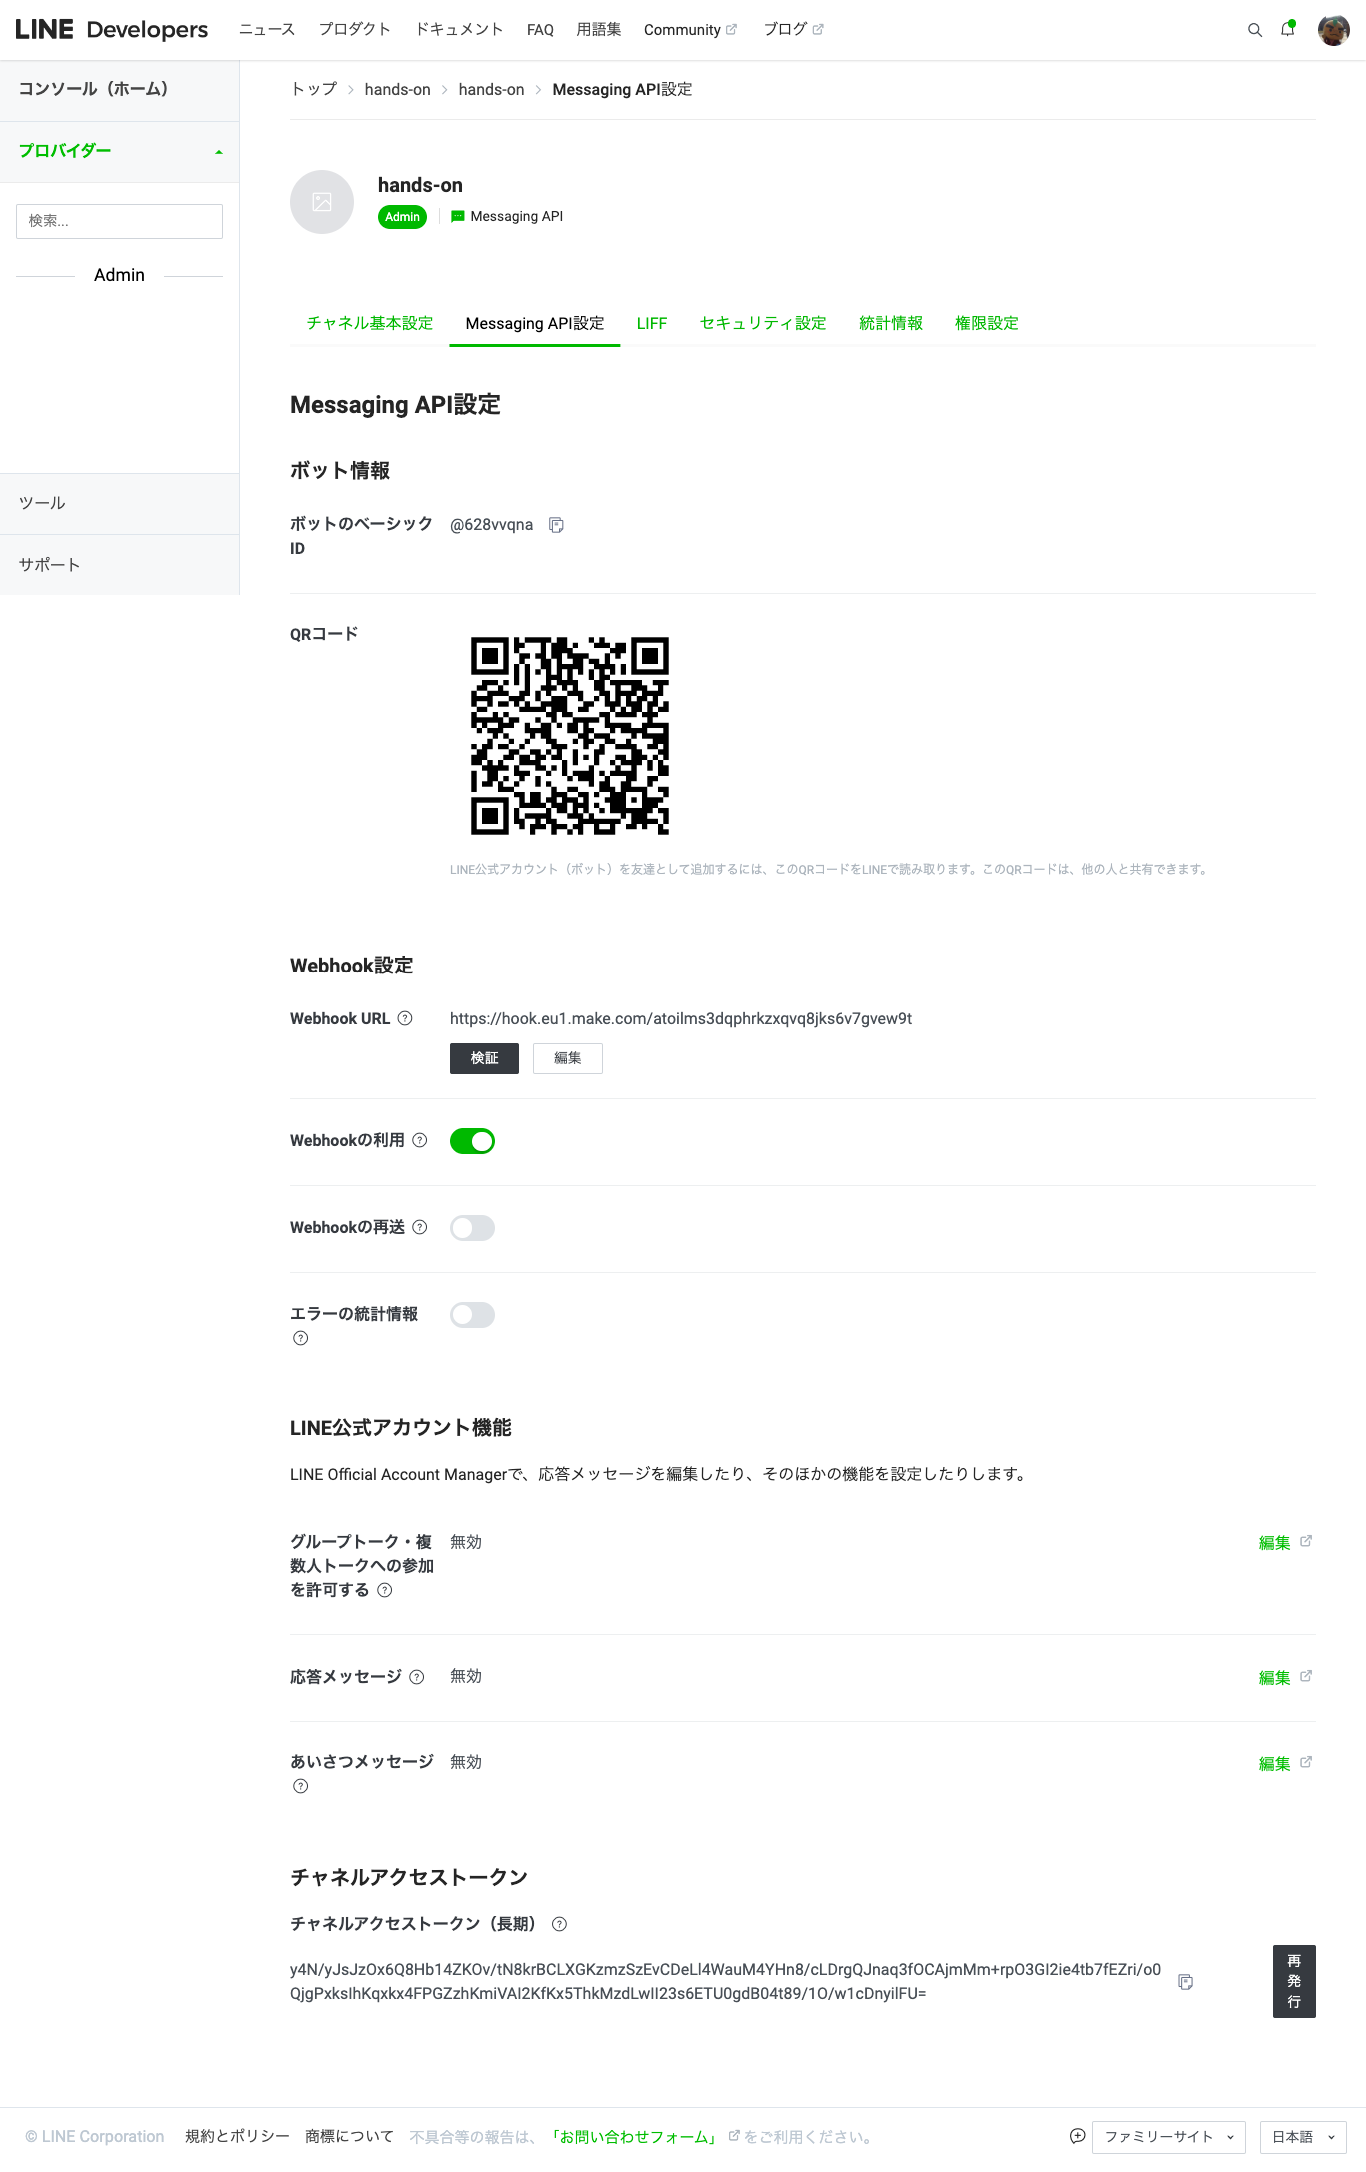 LINE Developers ニュース プロダクト ドキュメント FAQ 用語集 Community ブログ
コンソール（ホーム）
プロバイダー
検索...
Admin
ツール
サポート
トップ hands-on hands-on Messaging API設定
hands-on
Admin Messaging API
チャネル基本設定 Messaging API設定 LIFF セキュリティ設定 統計情報 権限設定
Messaging API設定
ボット情報
ボットのベーシック
ID
@628vvqna
QRコード
LINE公式アカウント（ボット）を友達として追加するには、このQRコードをLINEで読み取ります。このQRコードは、他の人と共有できます。
Webhook設定
Webhook URL https://hook.eu1.make.com/atoilms3dqphrkzxqvq8jks6v7gvew9t
検証 編集
Webhookの利用
Webhookの再送
エラーの統計情報
LINE公式アカウント機能
LINE Official Account Managerで、応答メッセージを編集したり、そのほかの機能を設定したりします。
グループトーク・複
数人トークへの参加
を許可する
無効 編集
応答メッセージ 無効 編集
あいさつメッセージ 無効 編集
チャネルアクセストークン
チャネルアクセストークン（長期）
y4N/yJsJzOx6Q8Hb14ZKOv/tN8krBCLXGKzmzSzEvCDeLl4WauM4YHn8/cLDrgQJnaq3fOCAjmMm+rpO3GI2ie4tb7fEZri/o0
QjgPxksIhKqxkx4FPGZzhKmiVAI2KfKx5ThkMzdLwII23s6ETU0gdB04t89/1O/w1cDnyilFU=
再
発
行
© LINE Corporation 規約とポリシー 商標について 不具合等の報告は、「お問い合わせフォーム」をご利用ください。 ファミリーサイト 日本語